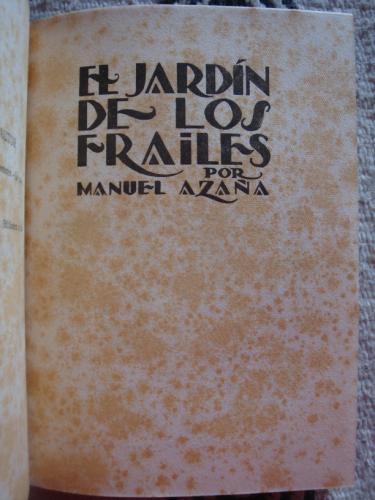 EL JARDÍN
DE LOS
FRAILES
POR
MANUEL AZAÑA